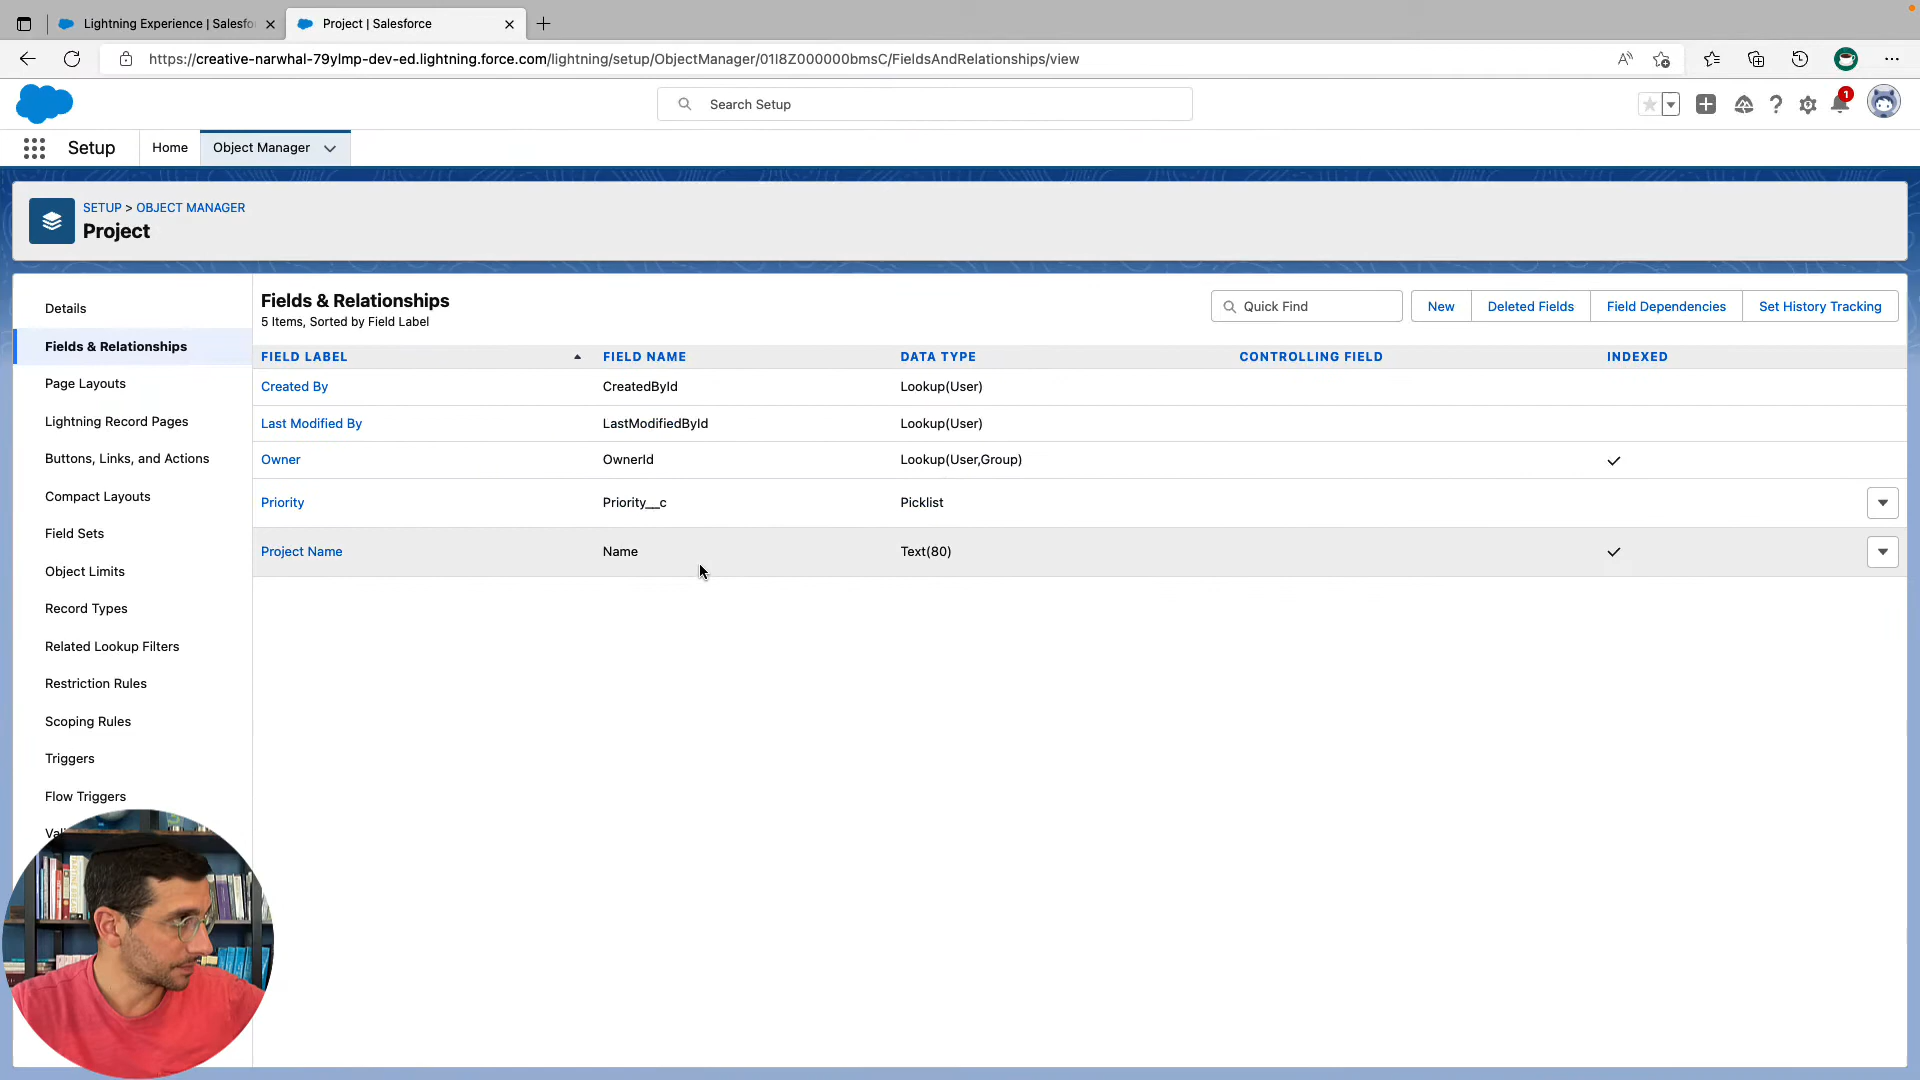 Lightning Experience | Salesfo
Project | Salesforce
https://creative-narwhal-79ylmp-dev-ed.lightning.force.com/lightning/setup/ObjectManager/01I8Z000000bmsC/FieldsAndRelationships/view
Search Setup
1
Setup
Home
Object Manager
SETUP > OBJECT MANAGER
Project
Details
Fields & Relationships
Page Layouts
Lightning Record Pages
Buttons, Links, and Actions
Compact Layouts
Field Sets
Object Limits
Record Types
Related Lookup Filters
Restriction Rules
Scoping Rules
Triggers
Flow Triggers
Fields & Relationships
5 Items, Sorted by Field Label
Quick Find
New
Deleted Fields
Field Dependencies
Set History Tracking
FIELD LABEL FIELD NAME DATA TYPE CONTROLLING FIELD INDEXED
Created By CreatedById Lookup(User)
Last Modified By LastModifiedById Lookup(User)
Owner OwnerId Lookup(User,Group)
Priority Priority__c Picklist
Project Name Name Text(80)